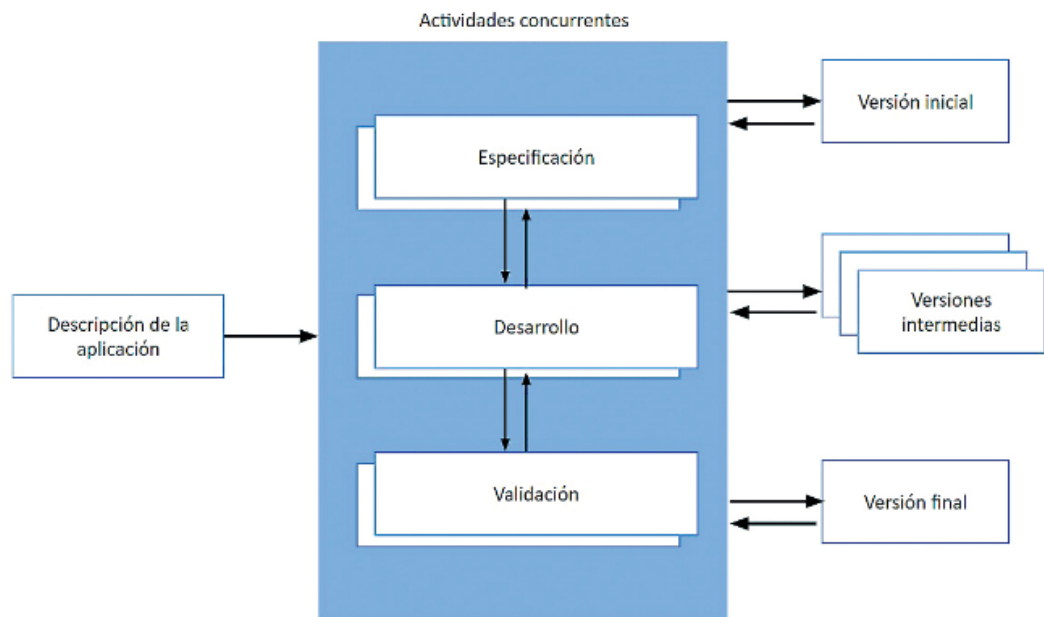 Actividades concurrentes
Descripción de la
aplicación
Especificación
Desarrollo
Validación
Versión inicial
Versiones
intermedias
Versión final